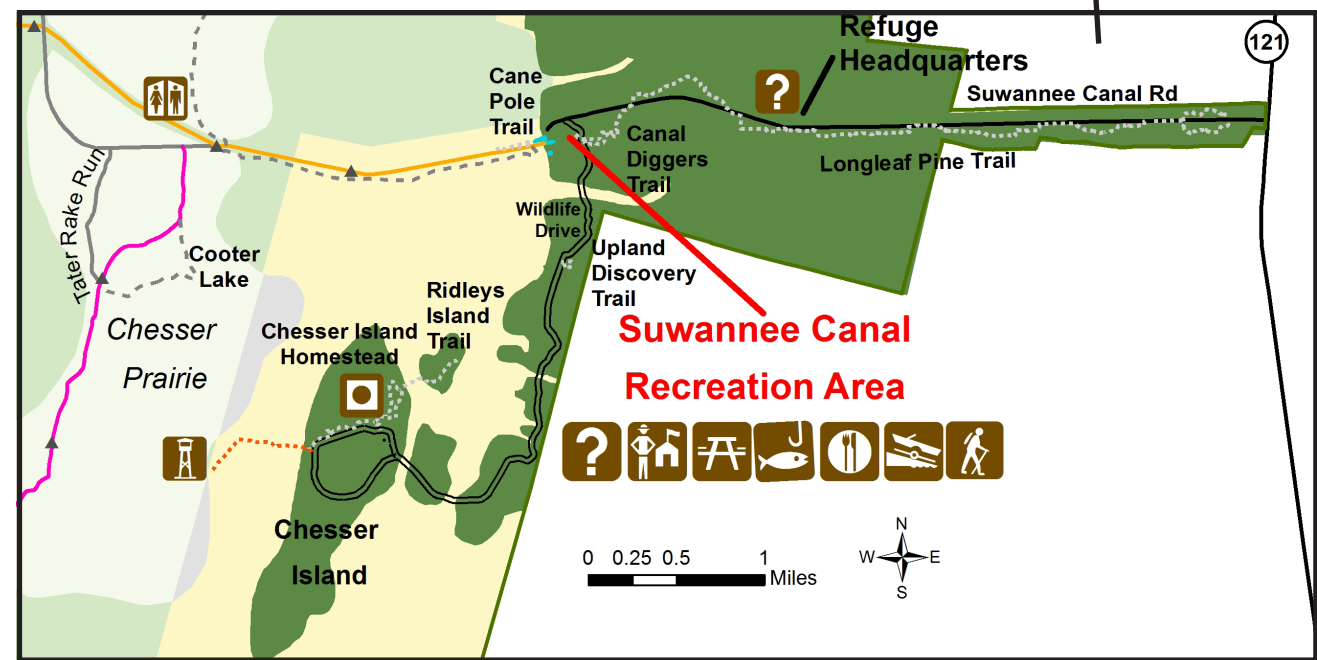 Refuge
Headquarters
121
Suwannee Canal Rd
Cane
Pole
Trail
Canal
Diggers
Trail
Longleaf Pine Trail
Tater Rake Run
Wildlife
Drive
Cooter
Lake
Upland
Discovery
Trail
Ridleys
Island
Trail
Chesser
Prairie
Chesser Island
Homestead
Suwannee Canal
Recreation Area
?
?
Chesser
Island
0 0.25 0.5 1
Miles
N
W E
S